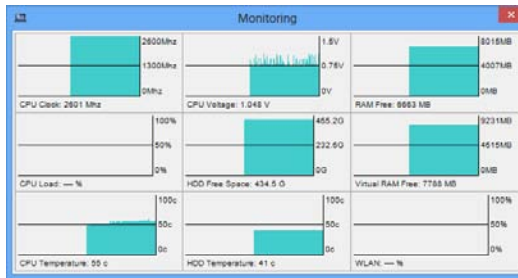 Monitoring
2600Mhz
1300Mhz
0Mhz
CPU Clock: 2601 Mhz
1.5V
0.75V
0V
CPU Voltage: 1.048 V
8015MB
4007MB
0MB
RAM Free: 6663 MB
100%
50%
0%
CPU Load: --- %
465.2G
232.6G
0G
HDD Free Space: 434.5 G
9231MB
4615MB
0MB
Virtual RAM Free: 7788 MB
100c
50c
0c
CPU Temperature: 55 c
100c
50c
0c
HDD Temperature: 41 c
100%
50%
0%
WLAN: --- %